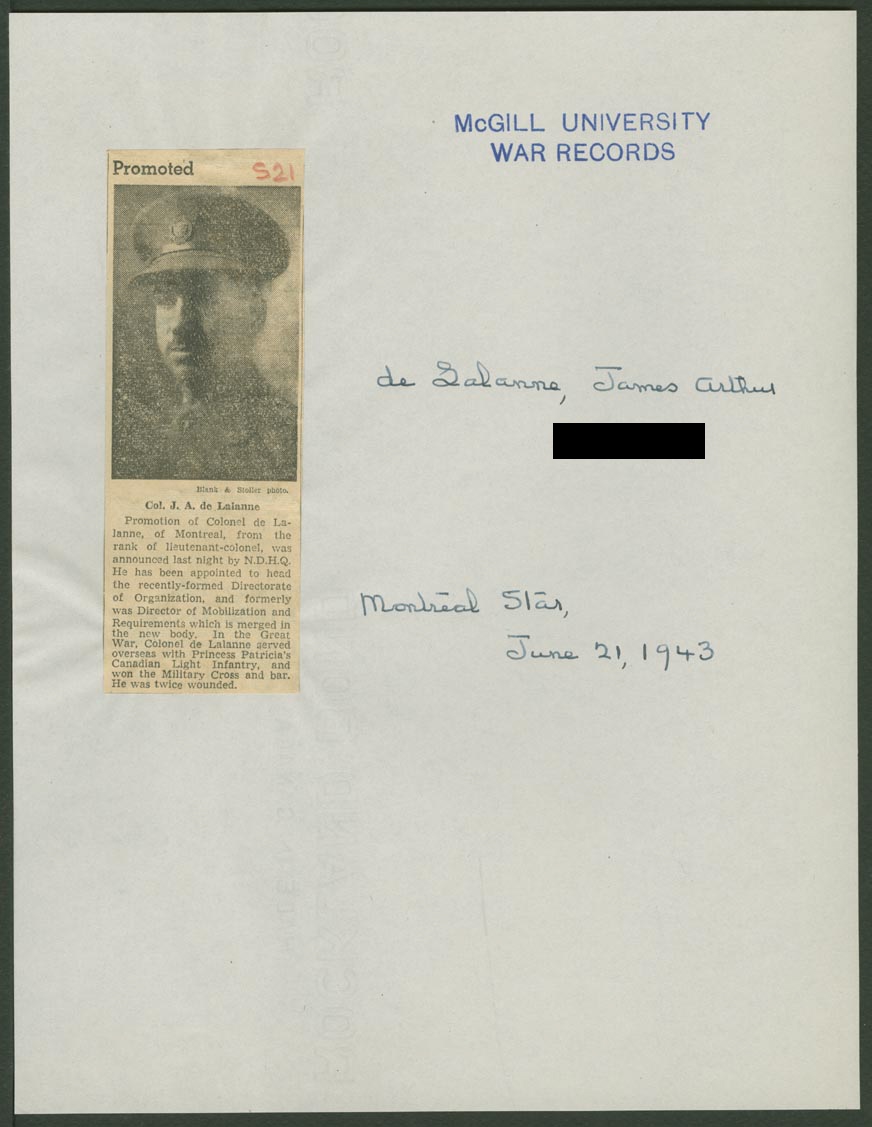 McGILL UNIVERSITY
WAR RECORDS
Promoted S21
Blank & Stoller photo.
Col. J. A. de Lalanne
Promotion of Colonel de La-
lanne, of Montreal, from the
rank of lieutenant-colonel, was
announced last night by N.D.H.Q.
He has been appointed to head
the recently-formed Directorate
of Organization, and formerly
was Director of Mobilization and
Requirements which is merged in
the new body. In the Great
War, Colonel de Lalanne served
overseas with Princess Patricia's
Canadian Light Infantry, and
won the Military Cross and bar.
He was twice wounded.
de Lalanne, James Arthur
Montreal Star,
June 21, 1943